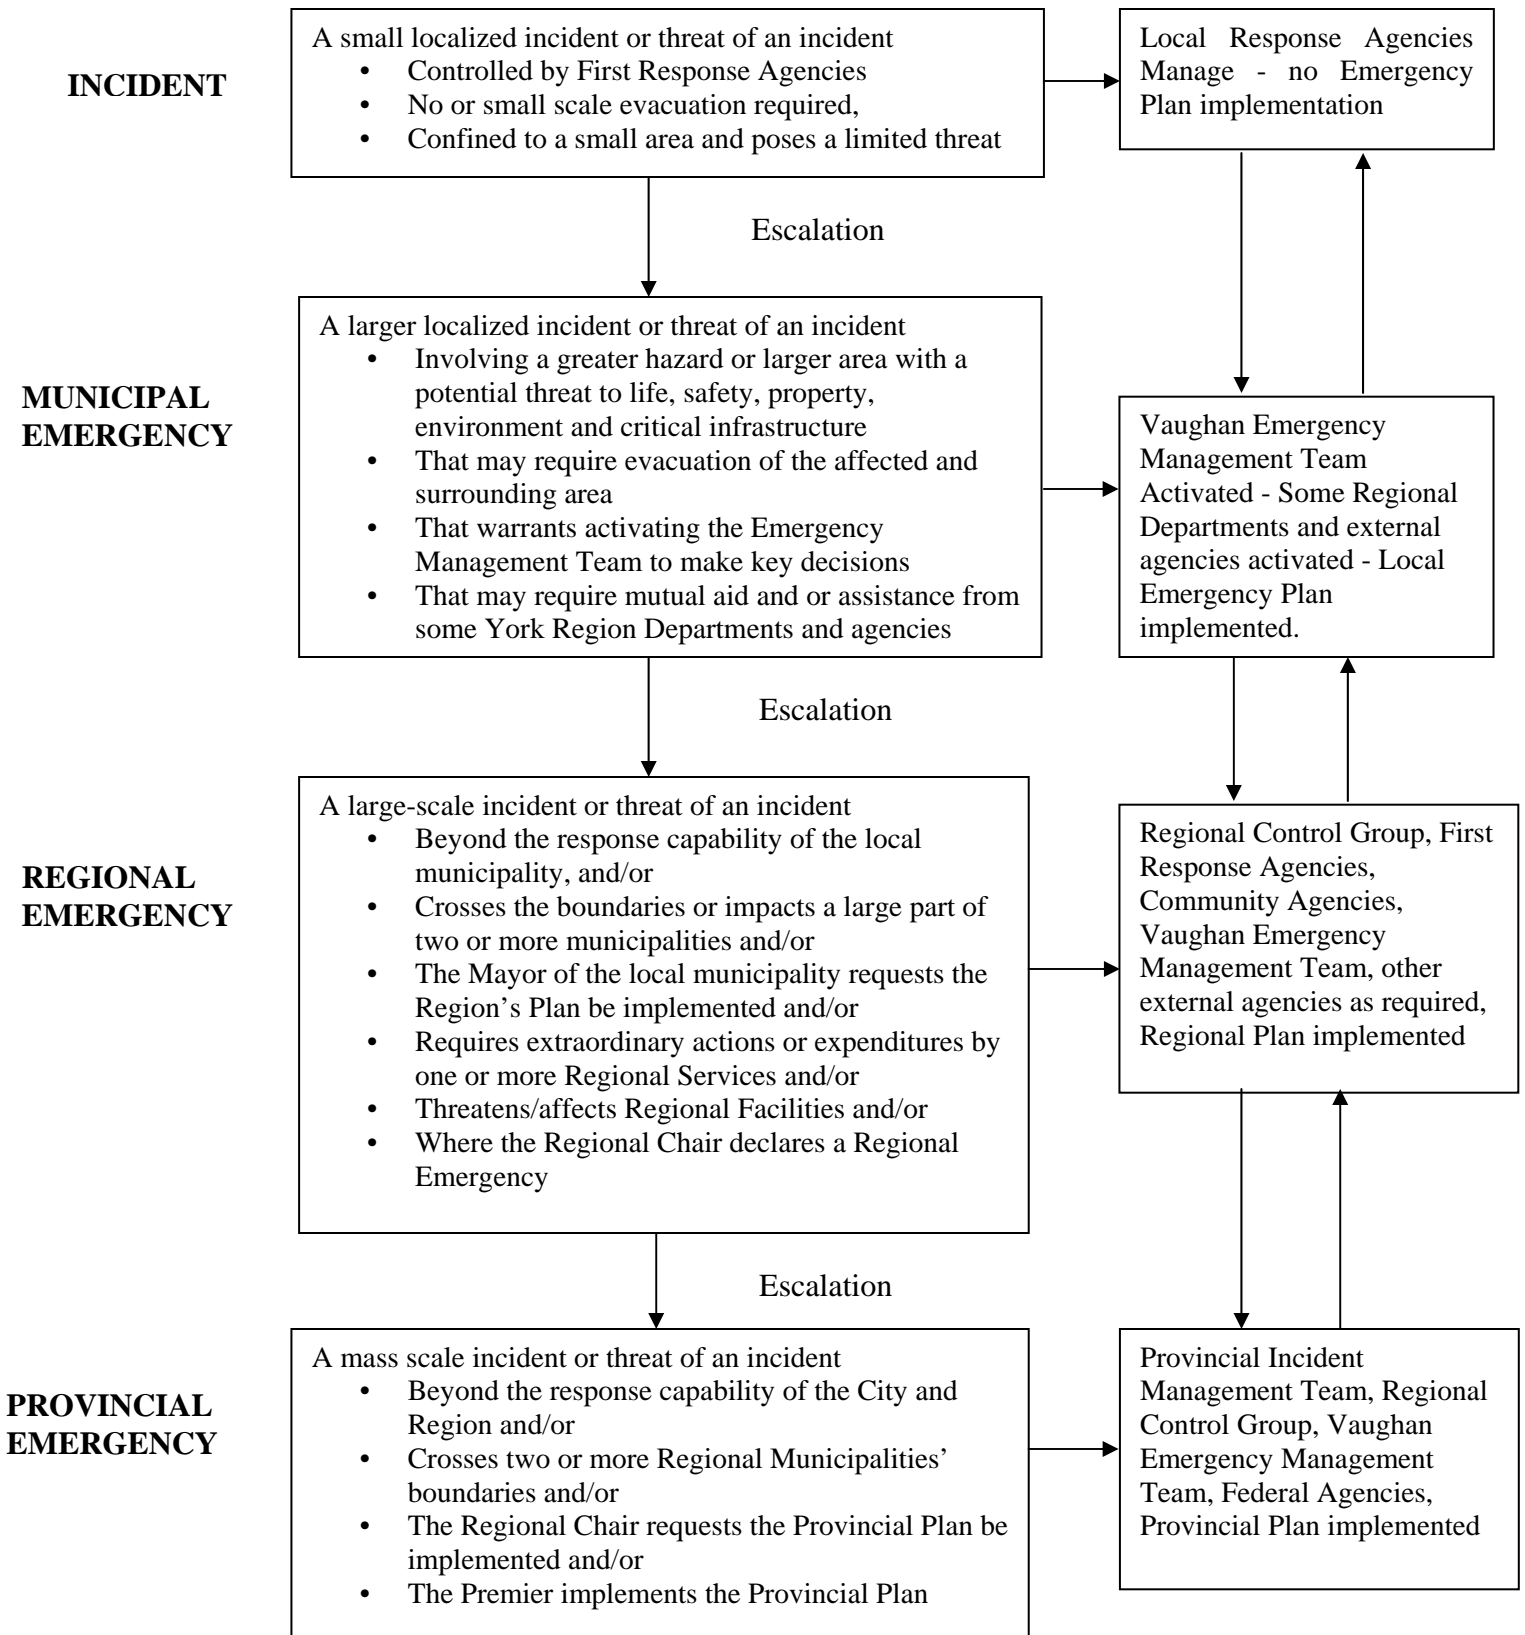 INCIDENT
A small localized incident or threat of an incident
• Controlled by First Response Agencies
• No or small scale evacuation required,
• Confined to a small area and poses a limited threat
Local Response Agencies
Manage - no Emergency
Plan implementation
Escalation
MUNICIPAL
EMERGENCY
A larger localized incident or threat of an incident
• Involving a greater hazard or larger area with a
potential threat to life, safety, property,
environment and critical infrastructure
• That may require evacuation of the affected and
surrounding area
• That warrants activating the Emergency
Management Team to make key decisions
• That may require mutual aid and or assistance from
some York Region Departments and agencies
Vaughan Emergency
Management Team
Activated - Some Regional
Departments and external
agencies activated - Local
Emergency Plan
implemented.
Escalation
REGIONAL
EMERGENCY
A large-scale incident or threat of an incident
• Beyond the response capability of the local
municipality, and/or
• Crosses the boundaries or impacts a large part of
two or more municipalities and/or
• The Mayor of the local municipality requests the
Region’s Plan be implemented and/or
• Requires extraordinary actions or expenditures by
one or more Regional Services and/or
• Threatens/affects Regional Facilities and/or
• Where the Regional Chair declares a Regional
Emergency
Regional Control Group, First
Response Agencies,
Community Agencies,
Vaughan Emergency
Management Team, other
external agencies as required,
Regional Plan implemented
Escalation
PROVINCIAL
EMERGENCY
A mass scale incident or threat of an incident
• Beyond the response capability of the City and
Region and/or
• Crosses two or more Regional Municipalities’
boundaries and/or
• The Regional Chair requests the Provincial Plan be
implemented and/or
• The Premier implements the Provincial Plan
Provincial Incident
Management Team, Regional
Control Group, Vaughan
Emergency Management
Team, Federal Agencies,
Provincial Plan implemented